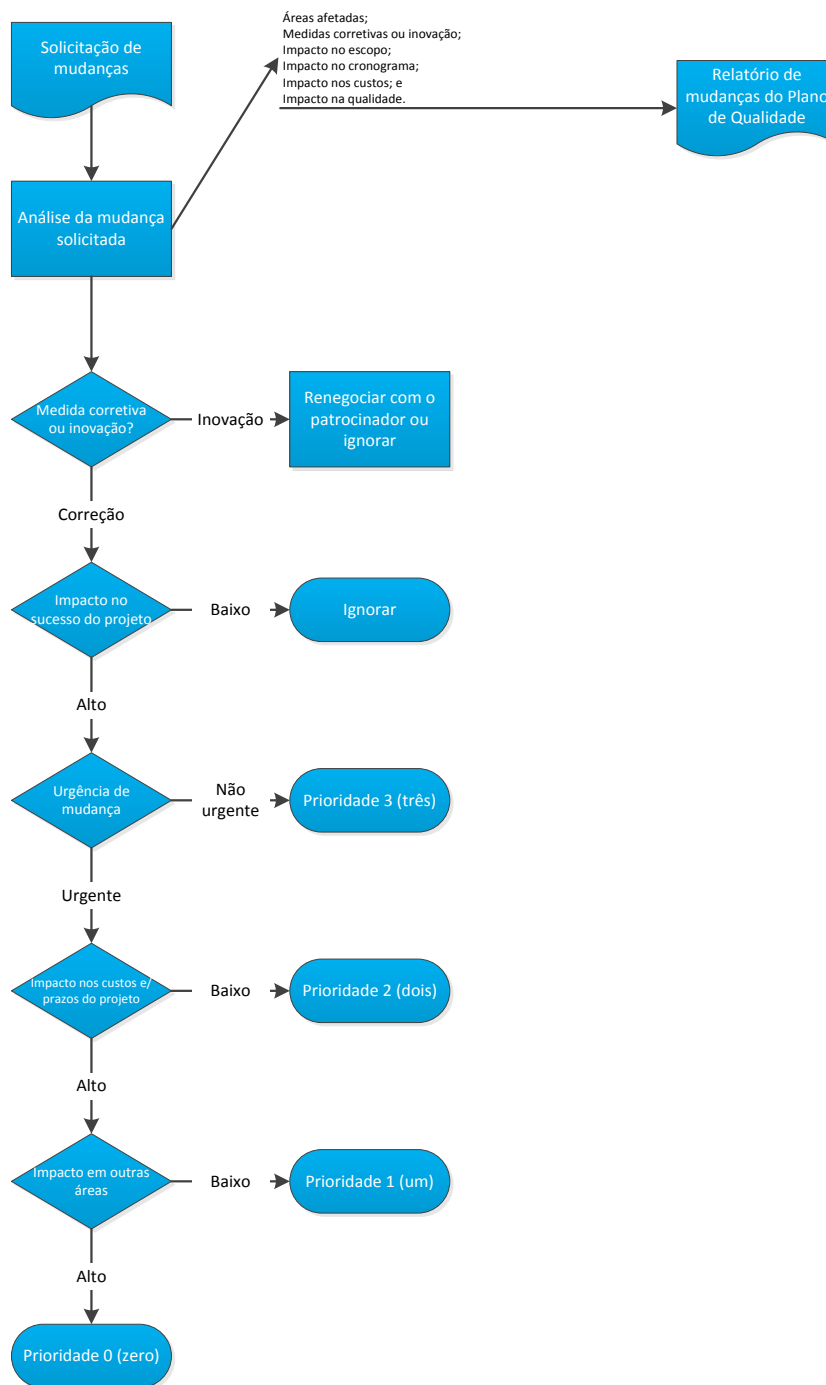 Solicitação de
mudanças
Áreas afetadas;
Medidas corretivas ou inovação;
Impacto no escopo;
Impacto no cronograma;
Impacto nos custos; e
Impacto na qualidade.
Relatório de
mudanças do Plano
de Qualidade
Análise da mudança
solicitada
Medida corretiva
ou inovação?
Inovação
Renegociar com o
patrocinador ou
ignorar
Correção
Impacto no
sucesso do projeto
Baixo
Ignorar
Alto
Urgência de
mudança
Não
urgente
Prioridade 3 (três)
Urgente
Impacto nos custos e/
prazos do projeto
Baixo
Prioridade 2 (dois)
Alto
Impacto em outras
áreas
Baixo
Prioridade 1 (um)
Alto
Prioridade 0 (zero)